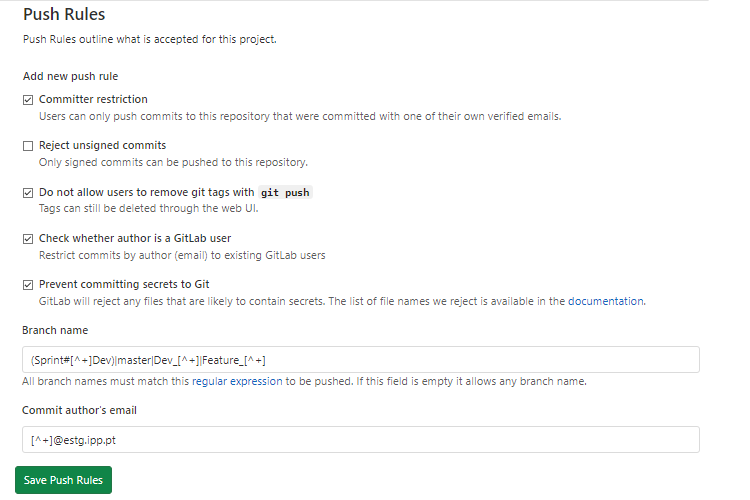 Push Rules
Push Rules outline what is accepted for this project.
Add new push rule
Committer restriction
Users can only push commits to this repository that were committed with one of their own verified emails.
Reject unsigned commits
Only signed commits can be pushed to this repository.
Do not allow users to remove git tags with git push
Tags can still be deleted through the web UI.
Check whether author is a GitLab user
Restrict commits by author (email) to existing GitLab users
Prevent committing secrets to Git
GitLab will reject any files that are likely to contain secrets. The list of file names we reject is available in the documentation.
Branch name
(Sprint#[^+]Dev)|master|Dev_[^+]|Feature_[^+]
All branch names must match this regular expression to be pushed. If this field is empty it allows any branch name.
Commit author's email
[^+]@estg.ipp.pt
Save Push Rules